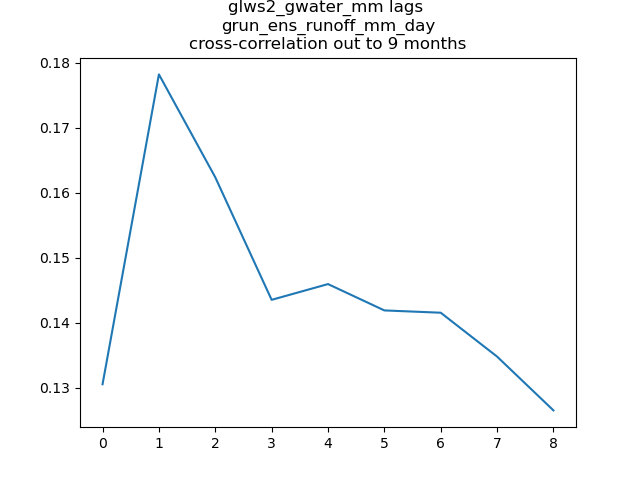 glws2_gwater_mm lags
grun_ens_runoff_mm_day
cross-correlation out to 9 months
0.18
0.17
0.16
0.15
0.14
0.13
0 1 2 3 4 5 6 7 8